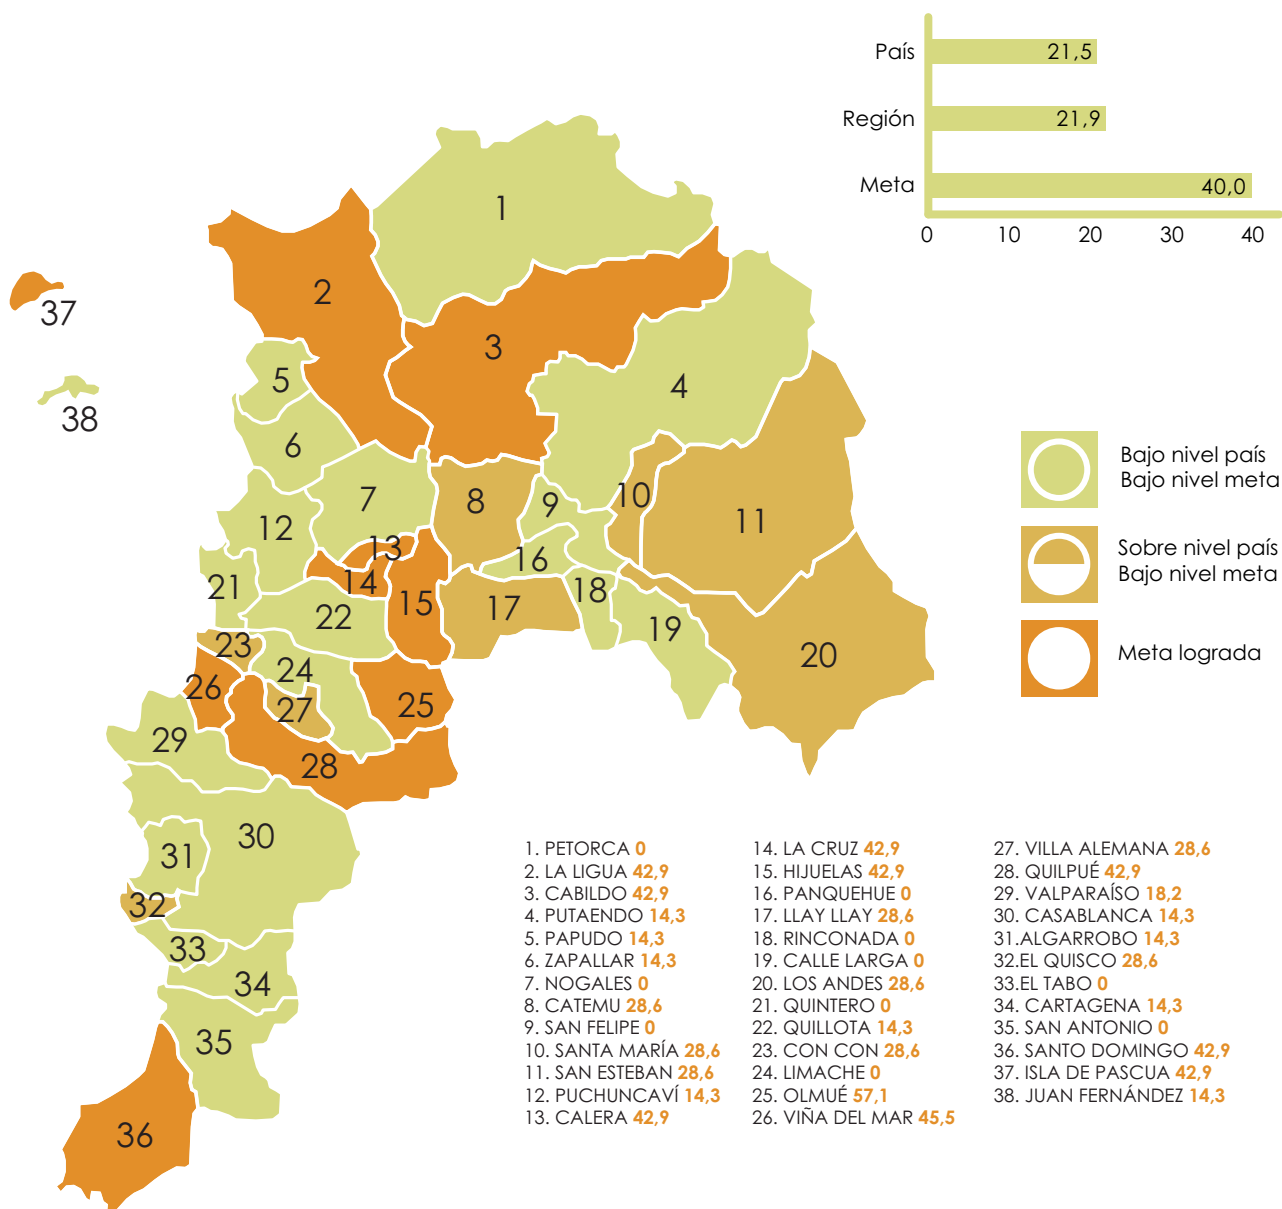 País
21,5
Región
21,9
Meta
40,0
0 10 20 30 40
1
2
37
3
38
5
4
6
7
8
10
9
11
12
13
16
14
21
15
17
18
22
19
23
20
24
26
27
25
29
28
30
31
32
33
34
35
36
Bajo nivel país
Bajo nivel meta
Sobre nivel país
Bajo nivel meta
Meta lograda
1. PETORCA 0
2. LA LIGUA 42,9
3. CABILDO 42,9
4. PUTAENDO 14,3
5. PAPUDO 14,3
6. ZAPALLAR 14,3
7. NOGALES 0
8. CATEMU 28,6
9. SAN FELIPE 0
10. SANTA MARÍA 28,6
11. SAN ESTEBAN 28,6
12. PUCHUNCAVÍ 14,3
13. CALERA 42,9
14. LA CRUZ 42,9
15. HIJUELAS 42,9
16. PANQUEHUE 0
17. LLAY LLAY 28,6
18. RINCONADA 0
19. CALLE LARGA 0
20. LOS ANDES 28,6
21. QUINTERO 0
22. QUILLOTA 14,3
23. CON CON 28,6
24. LIMACHE 0
25. OLMUÉ 57,1
26. VIÑA DEL MAR 45,5
27. VILLA ALEMANA 28,6
28. QUILPUÉ 42,9
29. VALPARAÍSO 18,2
30. CASABLANCA 14,3
31.ALGARROBO 14,3
32.EL QUISCO 28,6
33.EL TABO 0
34. CARTAGENA 14,3
35. SAN ANTONIO 0
36. SANTO DOMINGO 42,9
37. ISLA DE PASCUA 42,9
38. JUAN FERNÁNDEZ 14,3